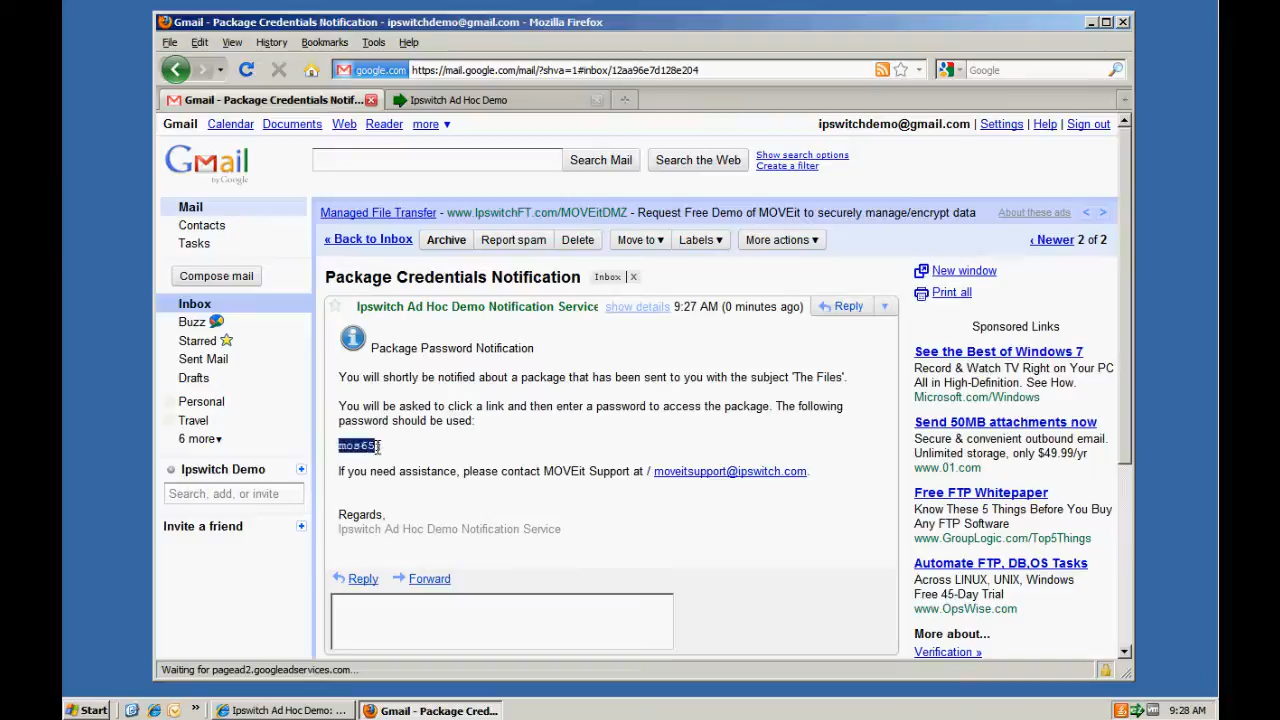 Gmail - Package Credentials Notification - ipswitchdemo@gmail.com - Mozilla Firefox
File Edit View History Bookmarks Tools Help
google.com https://mail.google.com/mail/?shva=1#inbox/12aa96e7d128e204
Google
Gmail - Package Credentials Notif... Ipswitch Ad Hoc Demo
Gmail Calendar Documents Web Reader more ▼
ipswitchdemo@gmail.com | Settings | Help | Sign out
Gmail
by Google
Search Mail Search the Web
Show search options
Create a filter
Mail
Contacts
Tasks
Compose mail
Inbox
Buzz
Starred
Sent Mail
Drafts
Personal
Travel
6 more▼
Ipswitch Demo
Search, add, or invite
Invite a friend
Managed File Transfer - www.IpswitchFT.com/MOVEitDMZ - Request Free Demo of MOVEit to securely manage/encrypt data About these ads < >
« Back to Inbox Archive Report spam Delete Move to▼ Labels▼ More actions▼ ‹ Newer 2 of 2
Package Credentials Notification Inbox | X
Ipswitch Ad Hoc Demo Notification Service show details 9:27 AM (0 minutes ago) Reply
Package Password Notification
You will shortly be notified about a package that has been sent to you with the subject 'The Files'.
You will be asked to click a link and then enter a password to access the package. The following
password should be used:
If you need assistance, please contact MOVEit Support at / moveitsupport@ipswitch.com.
Regards,
Ipswitch Ad Hoc Demo Notification Service
Reply Forward
New window
Print all
Sponsored Links
See the Best of Windows 7
Record & Watch TV Right on Your PC
All in High-Definition. See How.
Microsoft.com/Windows
Send 50MB attachments now
Secure & convenient outbound email.
Unlimited storage, only $49.99/yr
www.01.com
Free FTP Whitepaper
Know These 5 Things Before You Buy
Any FTP Software
www.GroupLogic.com/Top5Things
Automate FTP, DB,OS Tasks
Across LINUX, UNIX, Windows
Free 45-Day Trial
www.OpsWise.com
More about...
Verification »
Waiting for pagead2.googleadservices.com...
Start Ipswitch Ad Hoc Demo: ... Gmail - Package Cred... 9:28 AM